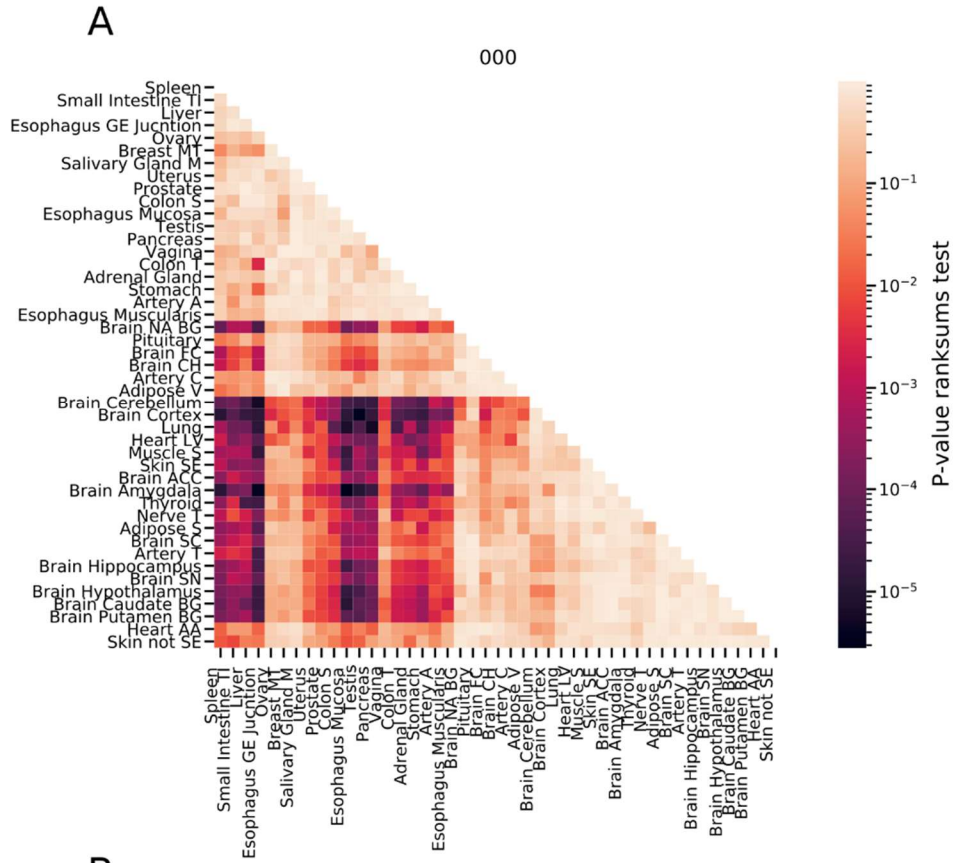 A
000
Spleen
Small Intestine TI
Liver
Esophagus GE Jucntion
Ovary
Breast MT
Salivary Gland M
Uterus
Prostate
Colon S
Esophagus Mucosa
Testis
Pancreas
Vagina
Colon T
Adrenal Gland
Stomach
Artery A
Esophagus Muscularis
Brain NA BG
Pituitary
Brain FC
Brain CH
Artery C
Adipose V
Brain Cerebellum
Brain Cortex
Lung
Heart LV
Muscle S
Skin SE
Brain ACC
Brain Amygdala
Thyroid
Nerve T
Adipose S
Brain SC
Artery T
Brain Hippocampus
Brain SN
Brain Hypothalamus
Brain Caudate BG
Brain Putamen BG
Heart AA
Skin not SE
Spleen
Small Intestine TI
Liver
Esophagus GE Jucntion
Ovary
Breast MT
Salivary Gland M
Uterus
Prostate
Colon S
Esophagus Mucosa
Testis
Pancreas
Vagina
Colon T
Adrenal Gland
Stomach
Artery A
Esophagus Muscularis
Brain NA BG
Pituitary
Brain FC
Brain CH
Artery C
Adipose V
Brain Cerebellum
Brain Cortex
Lung
Heart LV
Muscle S
Skin SE
Brain ACC
Brain Amygdala
Thyroid
Nerve T
Adipose S
Brain SC
Artery T
Brain Hippocampus
Brain SN
Brain Hypothalamus
Brain Caudate BG
Brain Putamen BG
Heart AA
Skin not SE
10⁻¹
10⁻²
10⁻³
10⁻⁴
10⁻⁵
P-value ranksums test